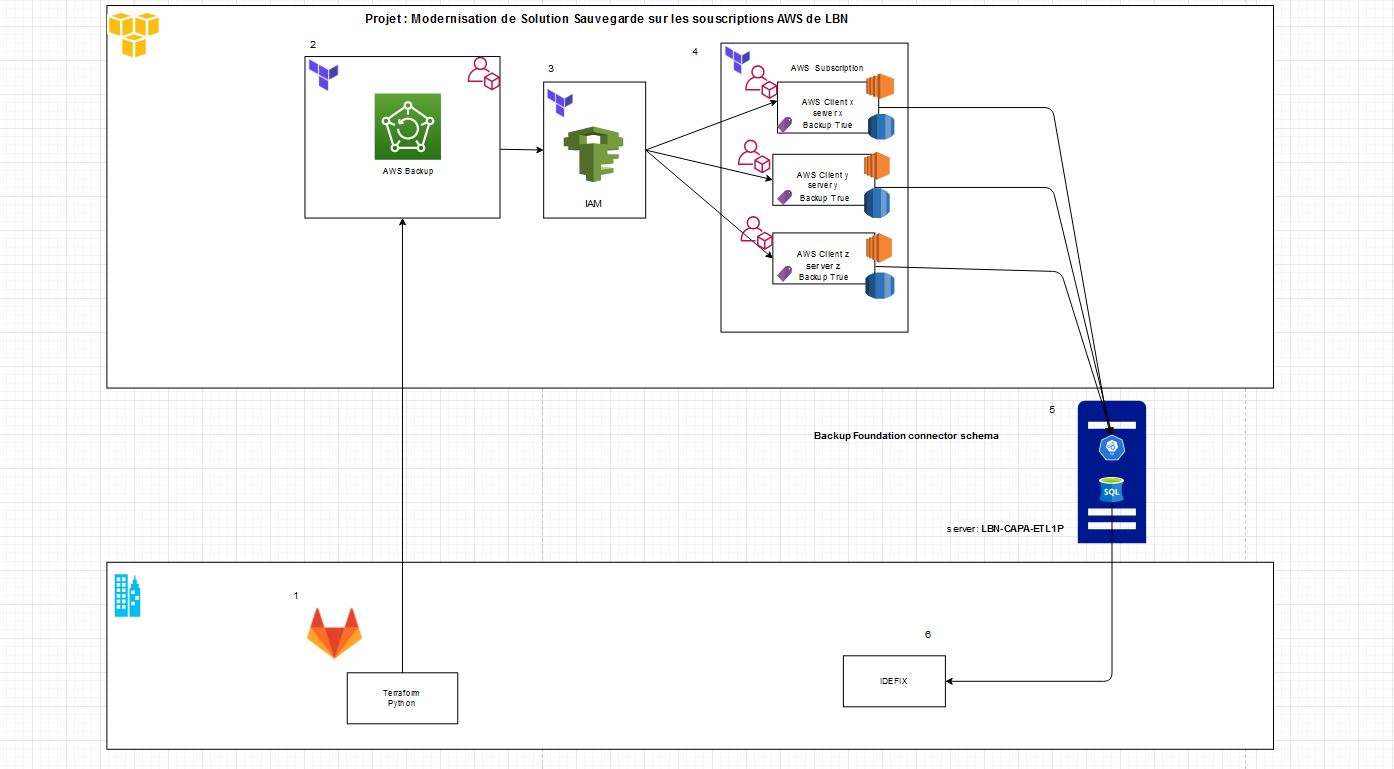 Projet : Modernisation de Solution Sauvegarde sur les souscriptions AWS de LBN
2
3
4
AWS Subscription
AWS Client x
server x
Backup True
AWS Backup
IAM
AWS Client y
server y
Backup True
AWS Client z
server z
Backup True
5
Backup Foundation connector schema
SQL
server: LBN-CAPA-ETL1P
1
Terraform
Python
6
IDEFIX